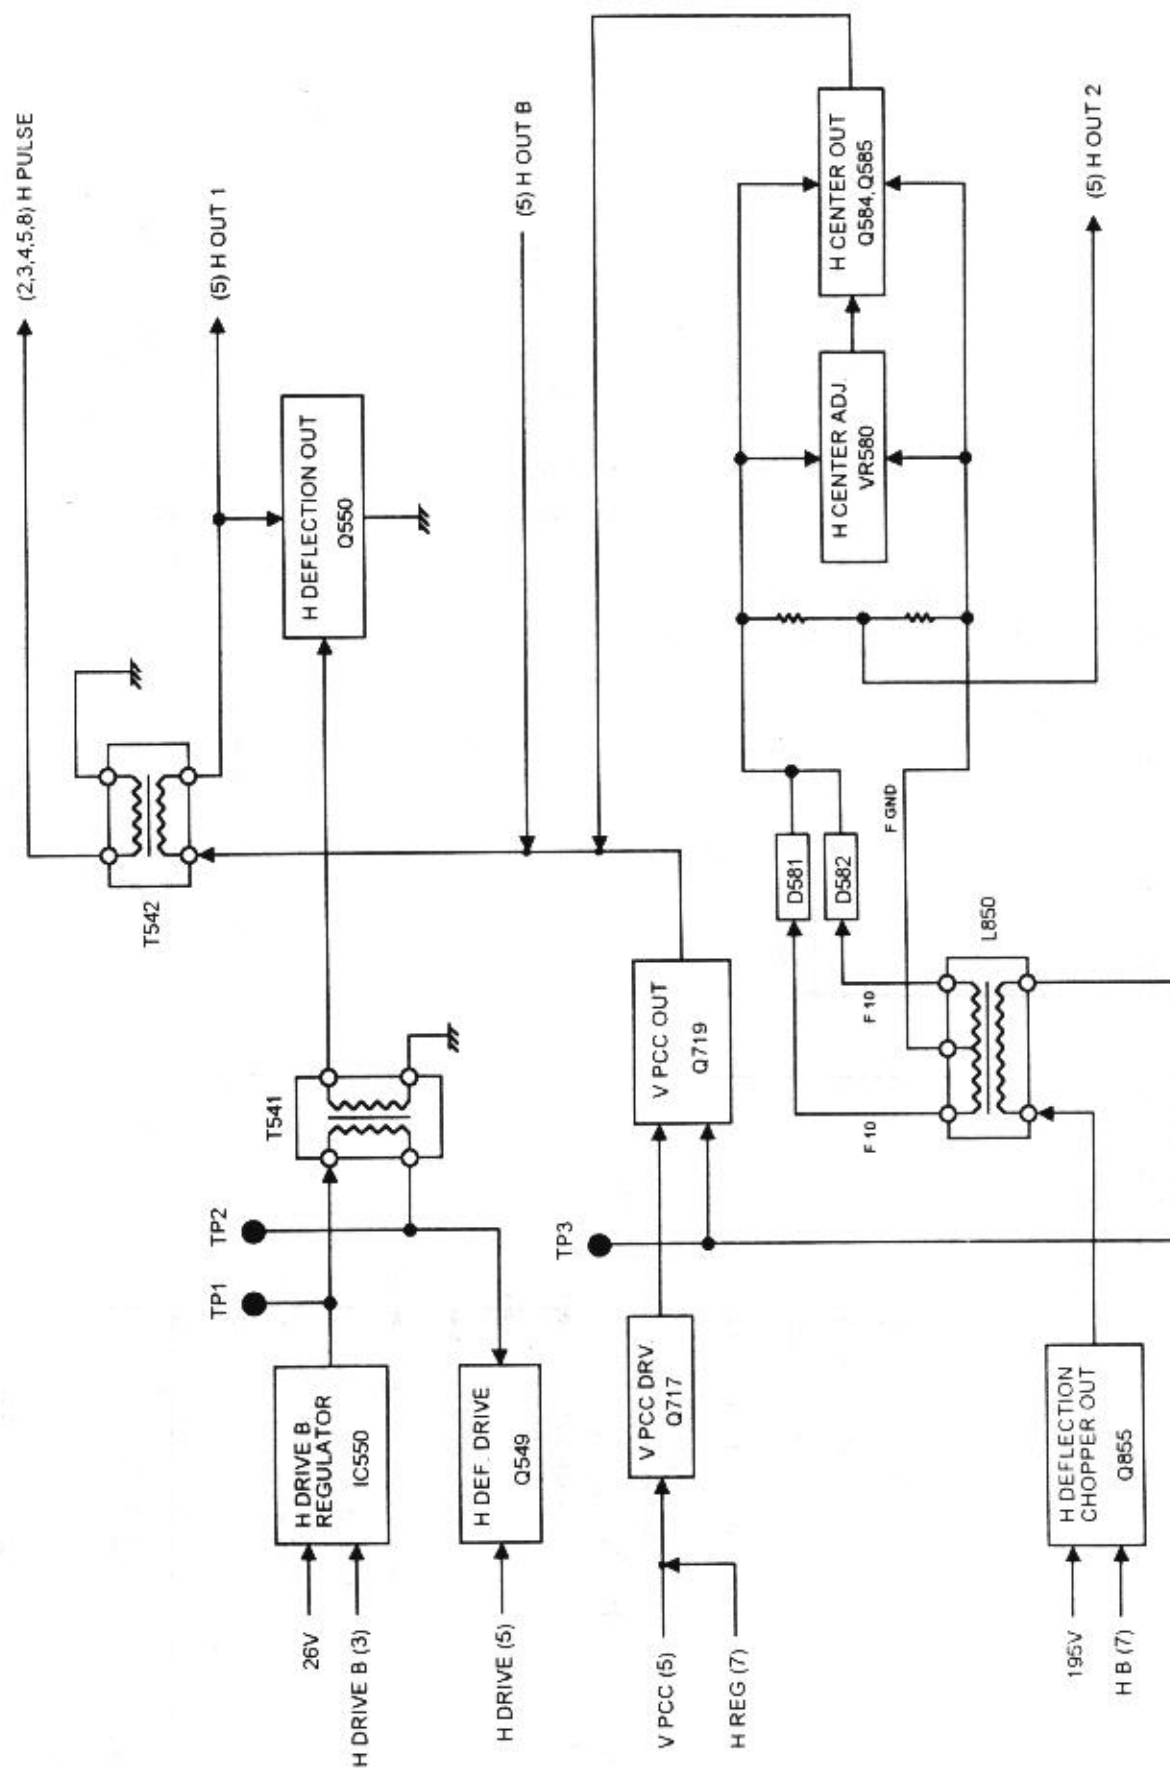 (2,3,4,5,8) H PULSE
(5) H OUT 1
T542
H DEFLECTION OUT
Q550
T541
TP1
TP2
26V
H DRIVE B (3)
H DRIVE B
REGULATOR
IC550
H DRIVE (5)
H DEF. DRIVE
Q549
(5) H OUT B
TP3
V PCC (5)
H REG (7)
V PCC DRV.
Q717
V PCC OUT
Q719
H CENTER ADJ.
VR580
H CENTER OUT
Q584,Q585
D581
D582
F GND
F 10
F 10
L850
(5) H OUT 2
195V
H B (7)
H DEFLECTION
CHOPPER OUT
Q855